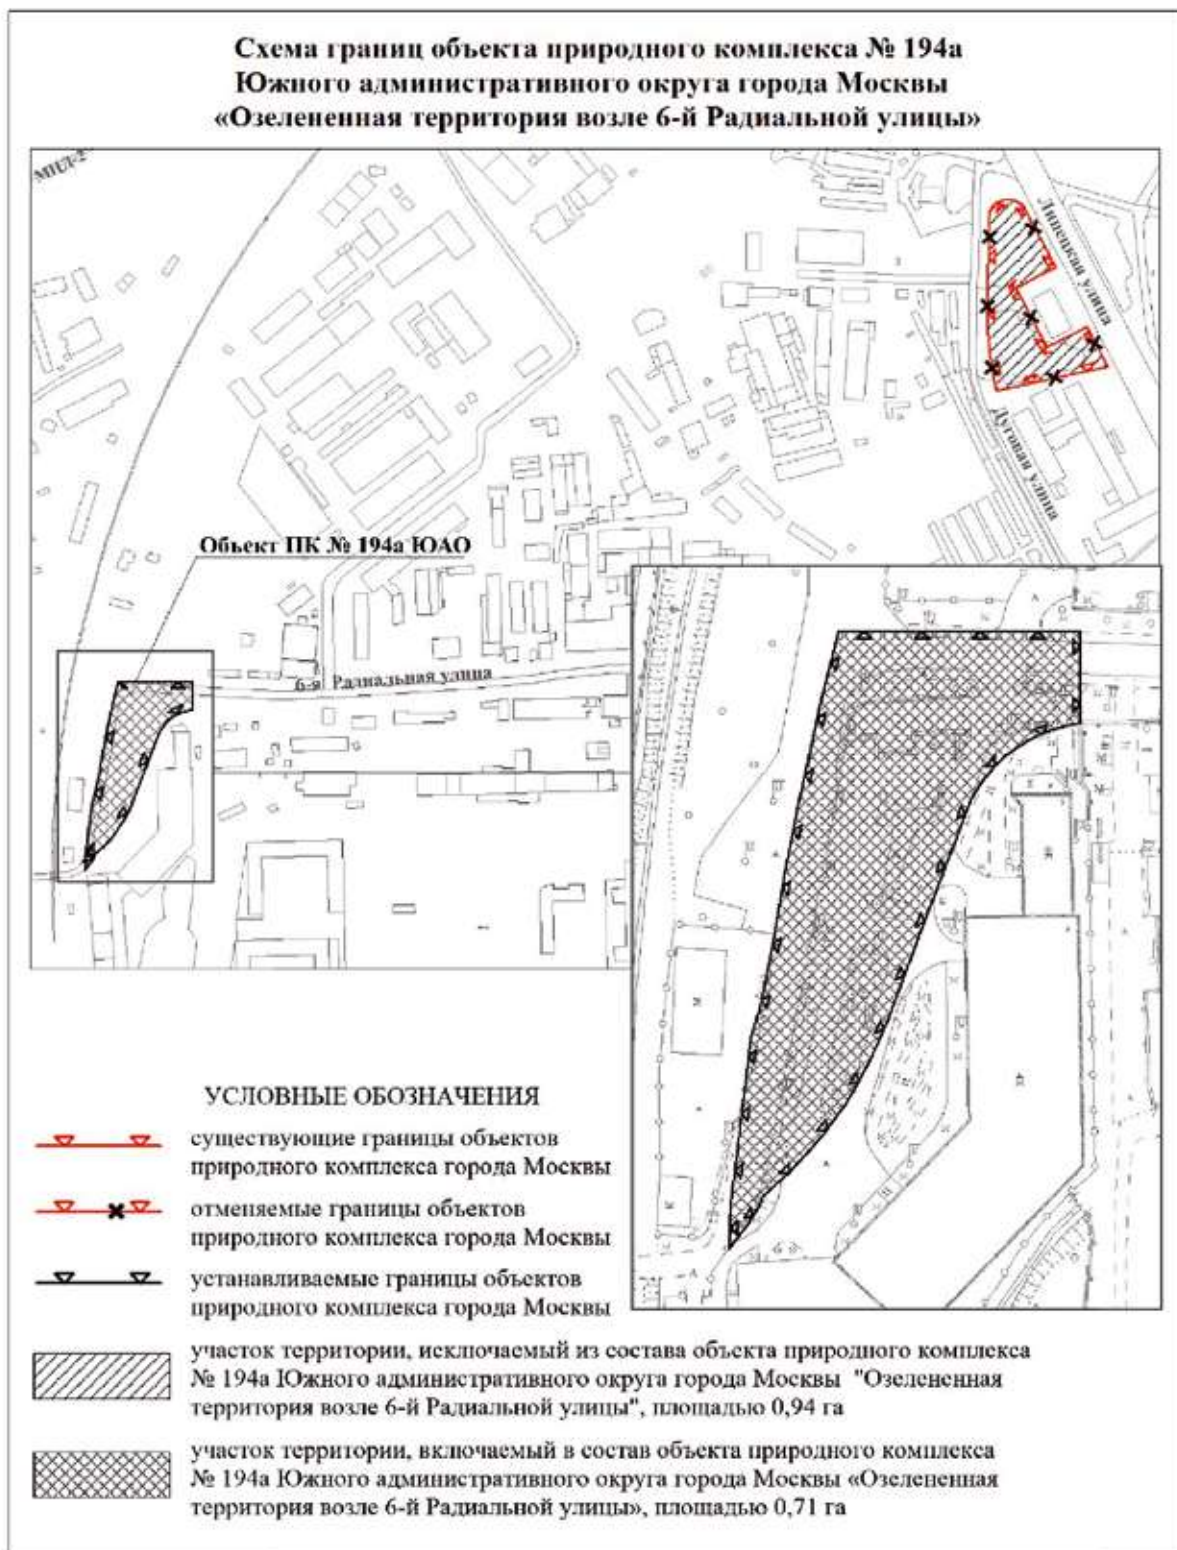 Схема границ объекта природного комплекса № 194а
Южного административного округа города Москвы
«Озелененная территория возле 6-й Радиальной улицы»
Липецкая улица
Дуговая улица
Объект ПК № 194а ЮАО
6-я Радиальная улица
УСЛОВНЫЕ ОБОЗНАЧЕНИЯ
существующие границы объектов
природного комплекса города Москвы
отменяемые границы объектов
природного комплекса города Москвы
устанавливаемые границы объектов
природного комплекса города Москвы
участок территории, исключаемый из состава объекта природного комплекса
№ 194а Южного административного округа города Москвы "Озелененная
территория возле 6-й Радиальной улицы", площадью 0,94 га
участок территории, включаемый в состав объекта природного комплекса
№ 194а Южного административного округа города Москвы «Озелененная
территория возле 6-й Радиальной улицы», площадью 0,71 га